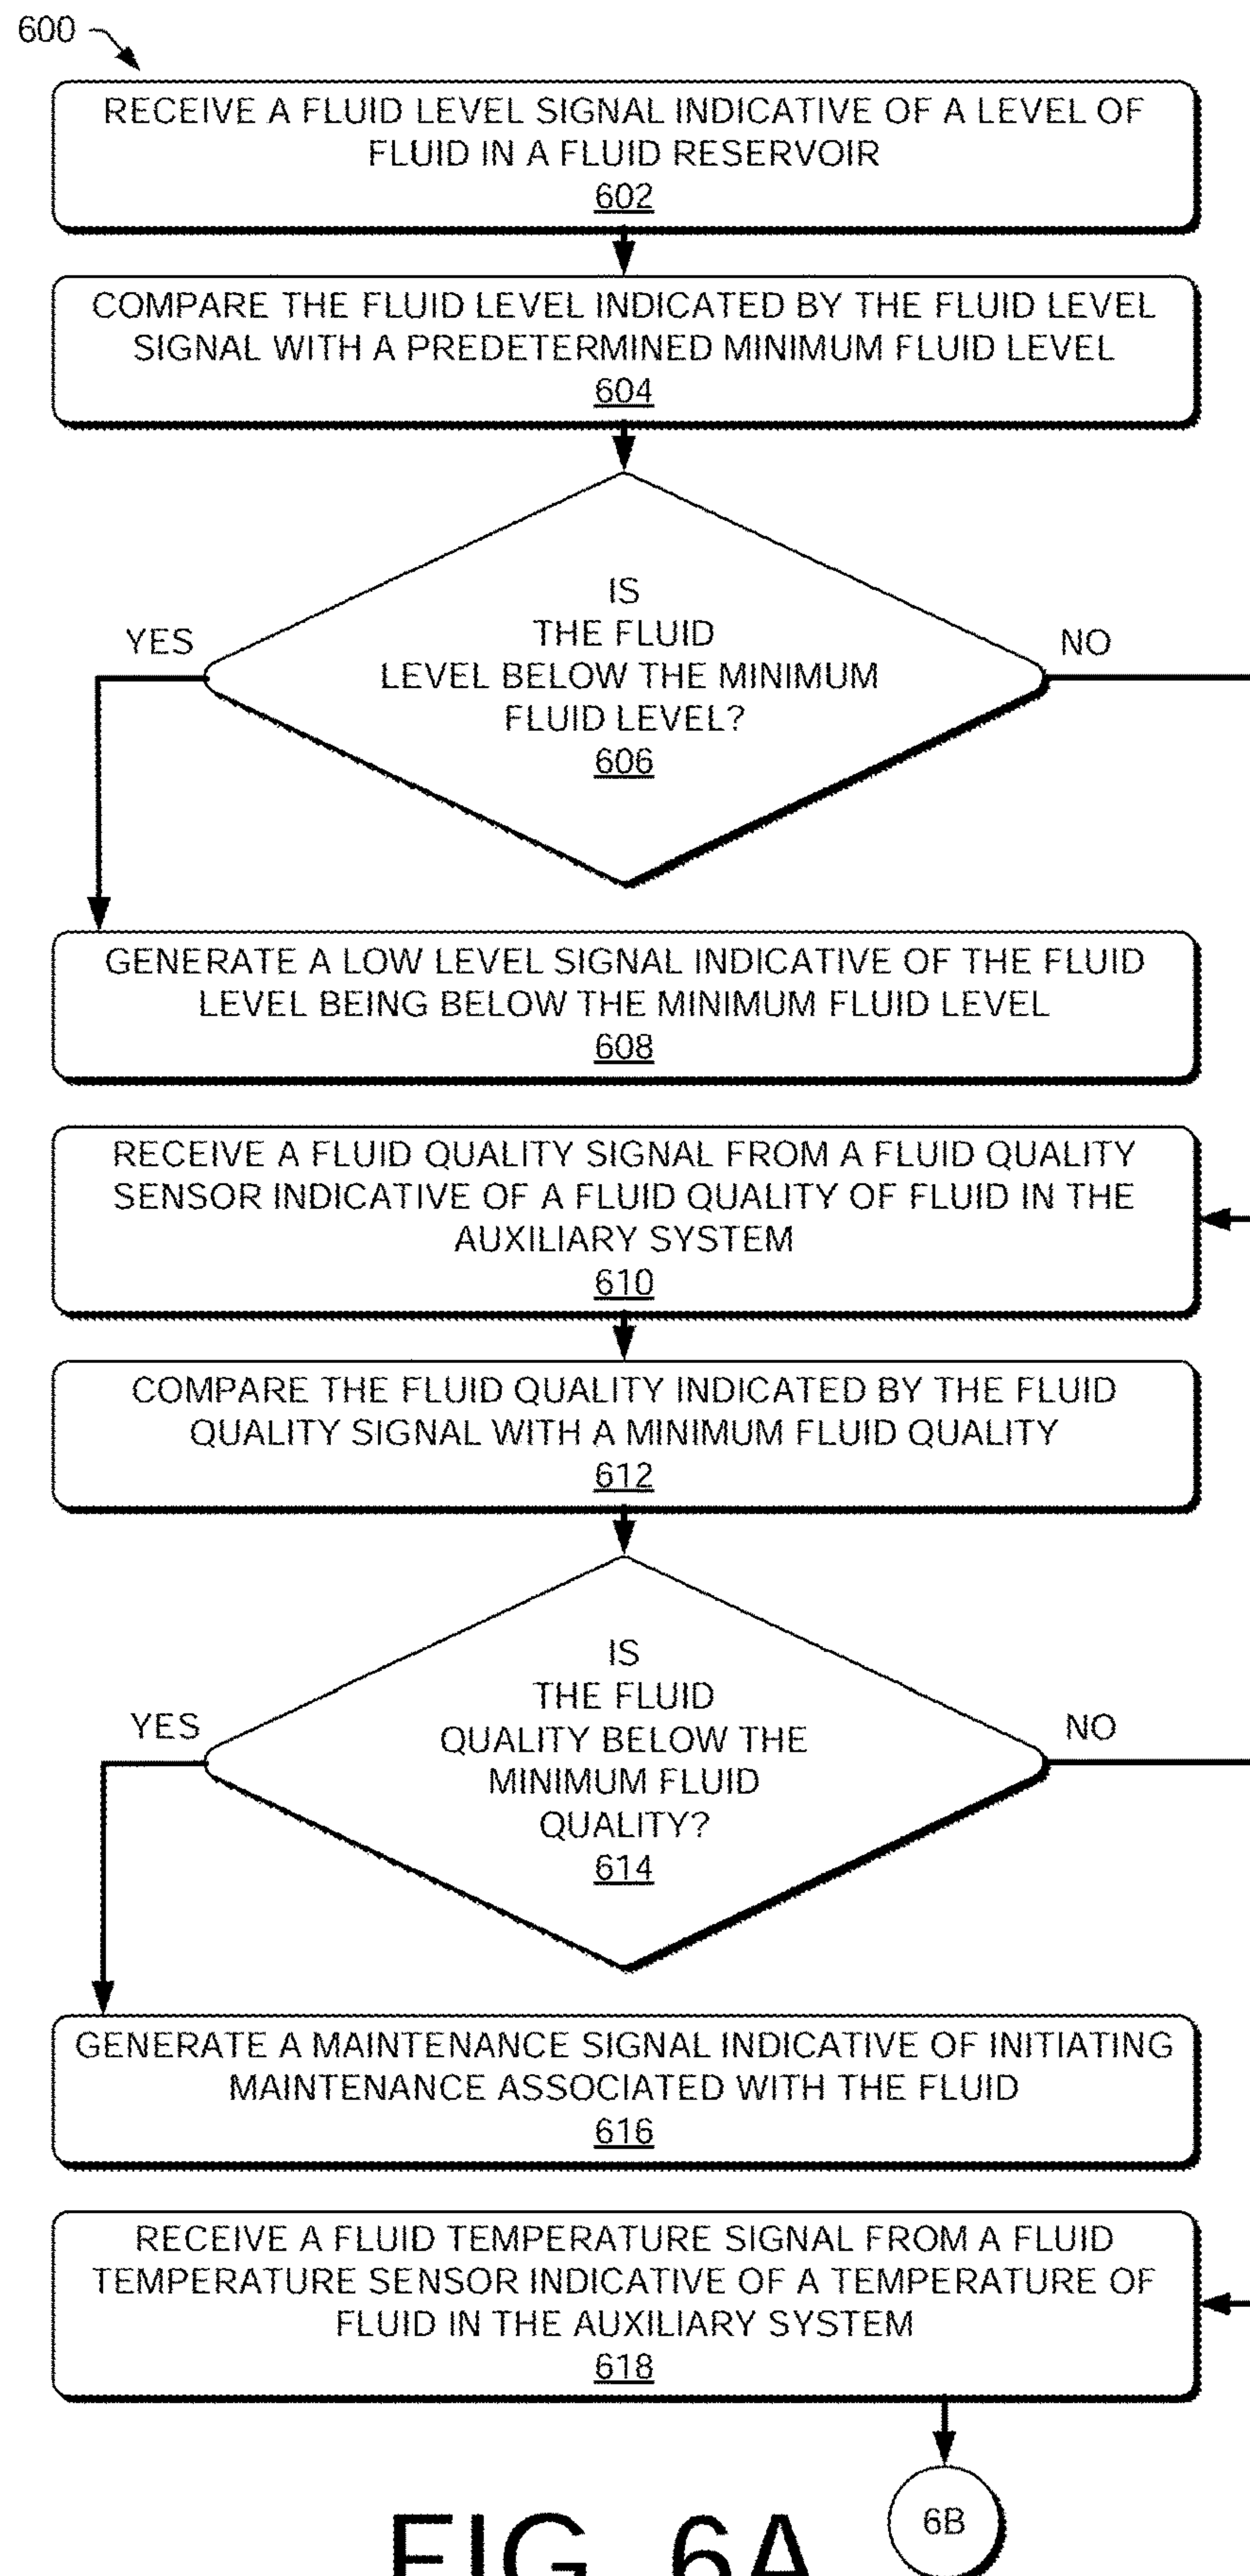 600
RECEIVE A FLUID LEVEL SIGNAL INDICATIVE OF A LEVEL OF
FLUID IN A FLUID RESERVOIR
602
COMPARE THE FLUID LEVEL INDICATED BY THE FLUID LEVEL
SIGNAL WITH A PREDETERMINED MINIMUM FLUID LEVEL
604
IS
THE FLUID
LEVEL BELOW THE MINIMUM
FLUID LEVEL?
606
YES
NO
GENERATE A LOW LEVEL SIGNAL INDICATIVE OF THE FLUID
LEVEL BEING BELOW THE MINIMUM FLUID LEVEL
608
RECEIVE A FLUID QUALITY SIGNAL FROM A FLUID QUALITY
SENSOR INDICATIVE OF A FLUID QUALITY OF FLUID IN THE
AUXILIARY SYSTEM
610
COMPARE THE FLUID QUALITY INDICATED BY THE FLUID
QUALITY SIGNAL WITH A MINIMUM FLUID QUALITY
612
IS
THE FLUID
QUALITY BELOW THE
MINIMUM FLUID
QUALITY?
614
YES
NO
GENERATE A MAINTENANCE SIGNAL INDICATIVE OF INITIATING
MAINTENANCE ASSOCIATED WITH THE FLUID
616
RECEIVE A FLUID TEMPERATURE SIGNAL FROM A FLUID
TEMPERATURE SENSOR INDICATIVE OF A TEMPERATURE OF
FLUID IN THE AUXILIARY SYSTEM
618
6B
FIG. 6A